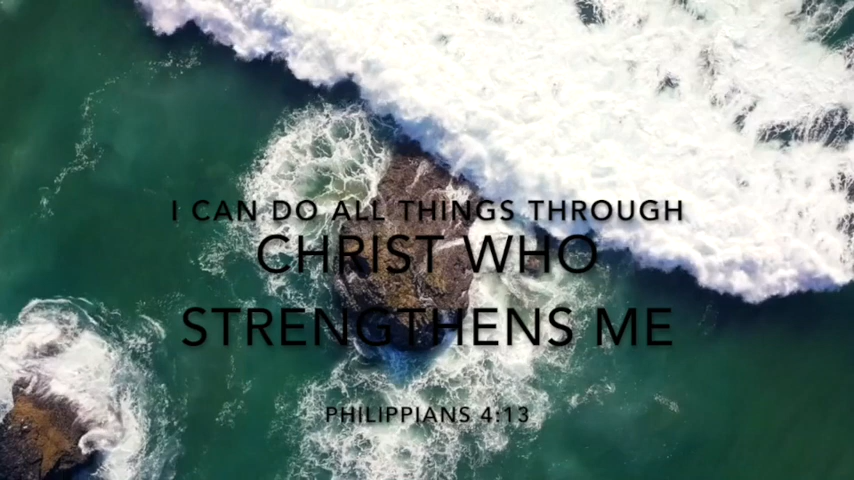 I CAN DO ALL THINGS THROUGH
CHRIST WHO
STRENGTHENS ME
PHILIPPIANS 4:13